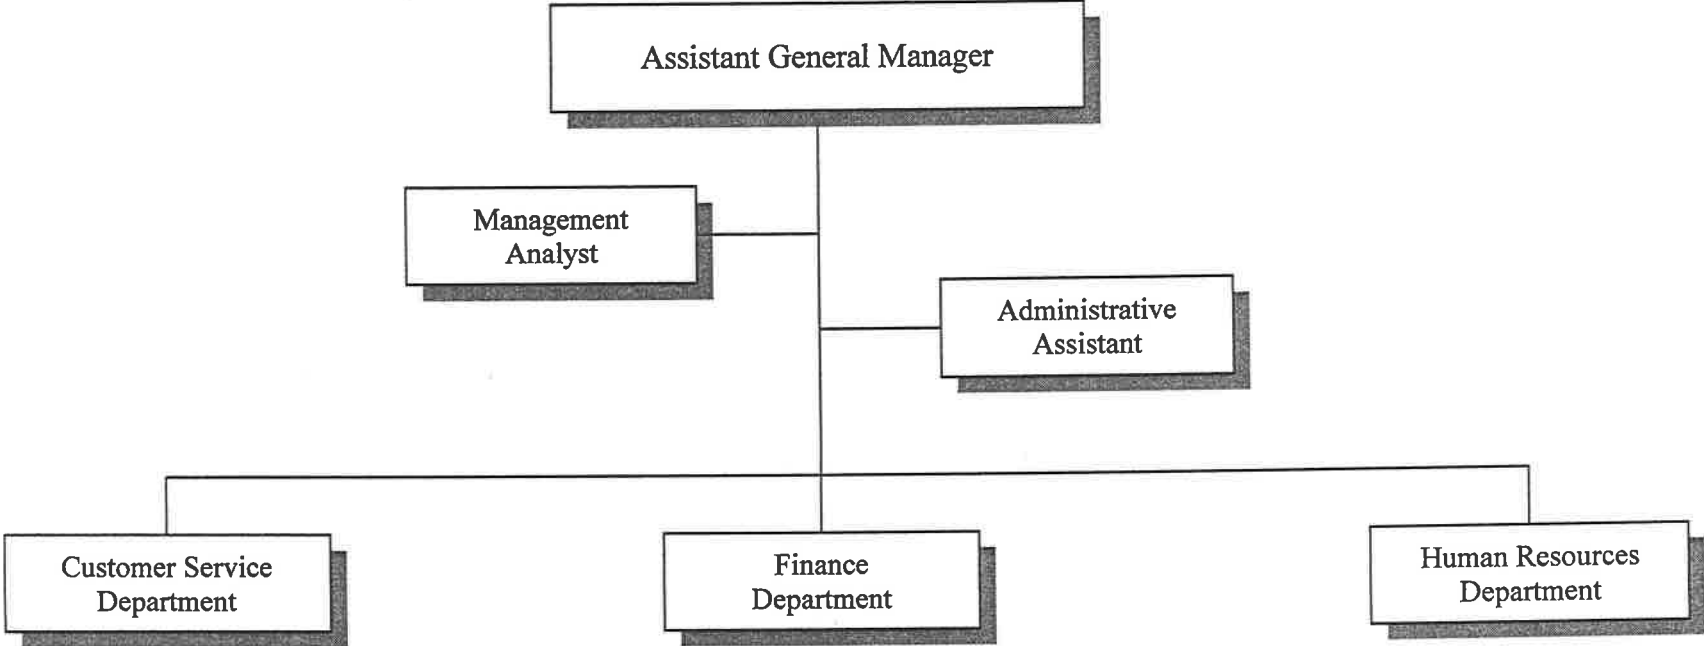 Assistant General Manager
Management
Analyst
Administrative
Assistant
Customer Service
Department
Finance
Department
Human Resources
Department